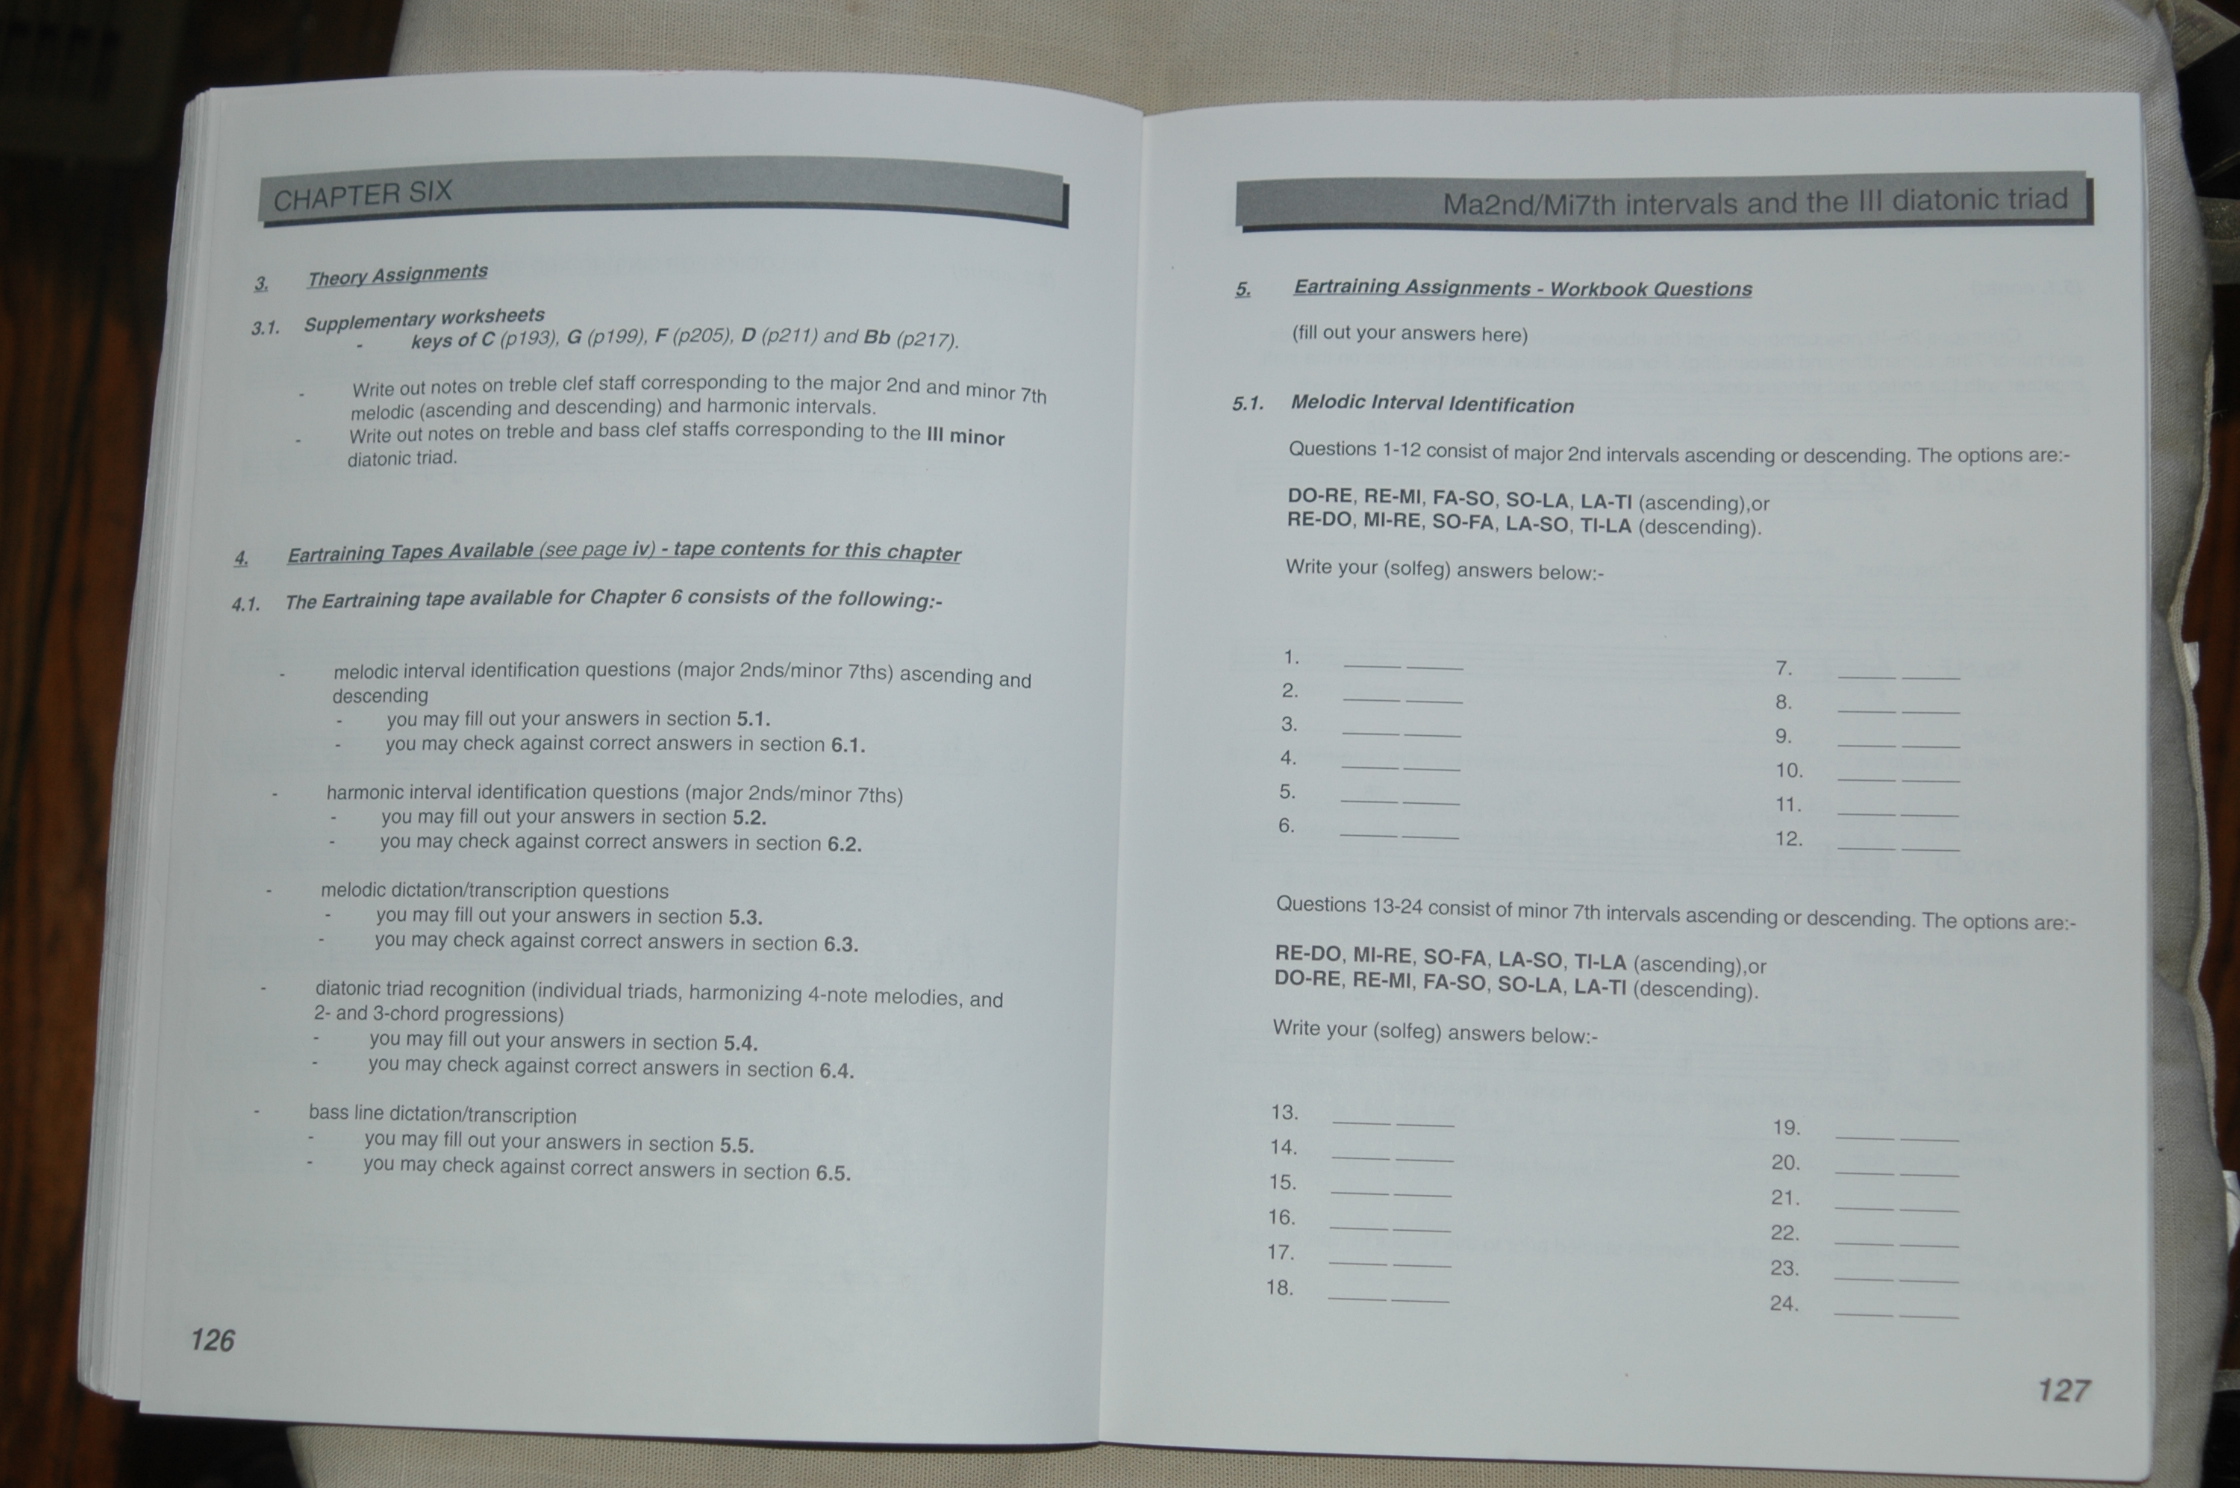 CHAPTER SIX
3. Theory Assignments
3.1. Supplementary worksheets
- keys of C (p193), G (p199), F (p205), D (p211) and Bb (p217).
- Write out notes on treble clef staff corresponding to the major 2nd and minor 7th
melodic (ascending and descending) and harmonic intervals.
- Write out notes on treble and bass clef staffs corresponding to the III minor
diatonic triad.
4. Eartraining Tapes Available (see page iv) - tape contents for this chapter
4.1. The Eartraining tape available for Chapter 6 consists of the following:-
- melodic interval identification questions (major 2nds/minor 7ths) ascending and
descending
- you may fill out your answers in section 5.1.
- you may check against correct answers in section 6.1.
- harmonic interval identification questions (major 2nds/minor 7ths)
- you may fill out your answers in section 5.2.
- you may check against correct answers in section 6.2.
- melodic dictation/transcription questions
- you may fill out your answers in section 5.3.
- you may check against correct answers in section 6.3.
- diatonic triad recognition (individual triads, harmonizing 4-note melodies, and
2- and 3-chord progressions)
- you may fill out your answers in section 5.4.
- you may check against correct answers in section 6.4.
- bass line dictation/transcription
- you may fill out your answers in section 5.5.
- you may check against correct answers in section 6.5.
126
Ma2nd/Mi7th intervals and the III diatonic triad
5. Eartraining Assignments - Workbook Questions
(fill out your answers here)
5.1. Melodic Interval Identification
Questions 1-12 consist of major 2nd intervals ascending or descending. The options are:-
DO-RE, RE-MI, FA-SO, SO-LA, LA-TI (ascending),or
RE-DO, MI-RE, SO-FA, LA-SO, TI-LA (descending).
Write your (solfeg) answers below:-
1. ____ ____ 7. ____ ____
2. ____ ____ 8. ____ ____
3. ____ ____ 9. ____ ____
4. ____ ____ 10. ____ ____
5. ____ ____ 11. ____ ____
6. ____ ____ 12. ____ ____
Questions 13-24 consist of minor 7th intervals ascending or descending. The options are:-
RE-DO, MI-RE, SO-FA, LA-SO, TI-LA (ascending),or
DO-RE, RE-MI, FA-SO, SO-LA, LA-TI (descending).
Write your (solfeg) answers below:-
13. ____ ____ 19. ____ ____
14. ____ ____ 20. ____ ____
15. ____ ____ 21. ____ ____
16. ____ ____ 22. ____ ____
17. ____ ____ 23. ____ ____
18. ____ ____ 24. ____ ____
127